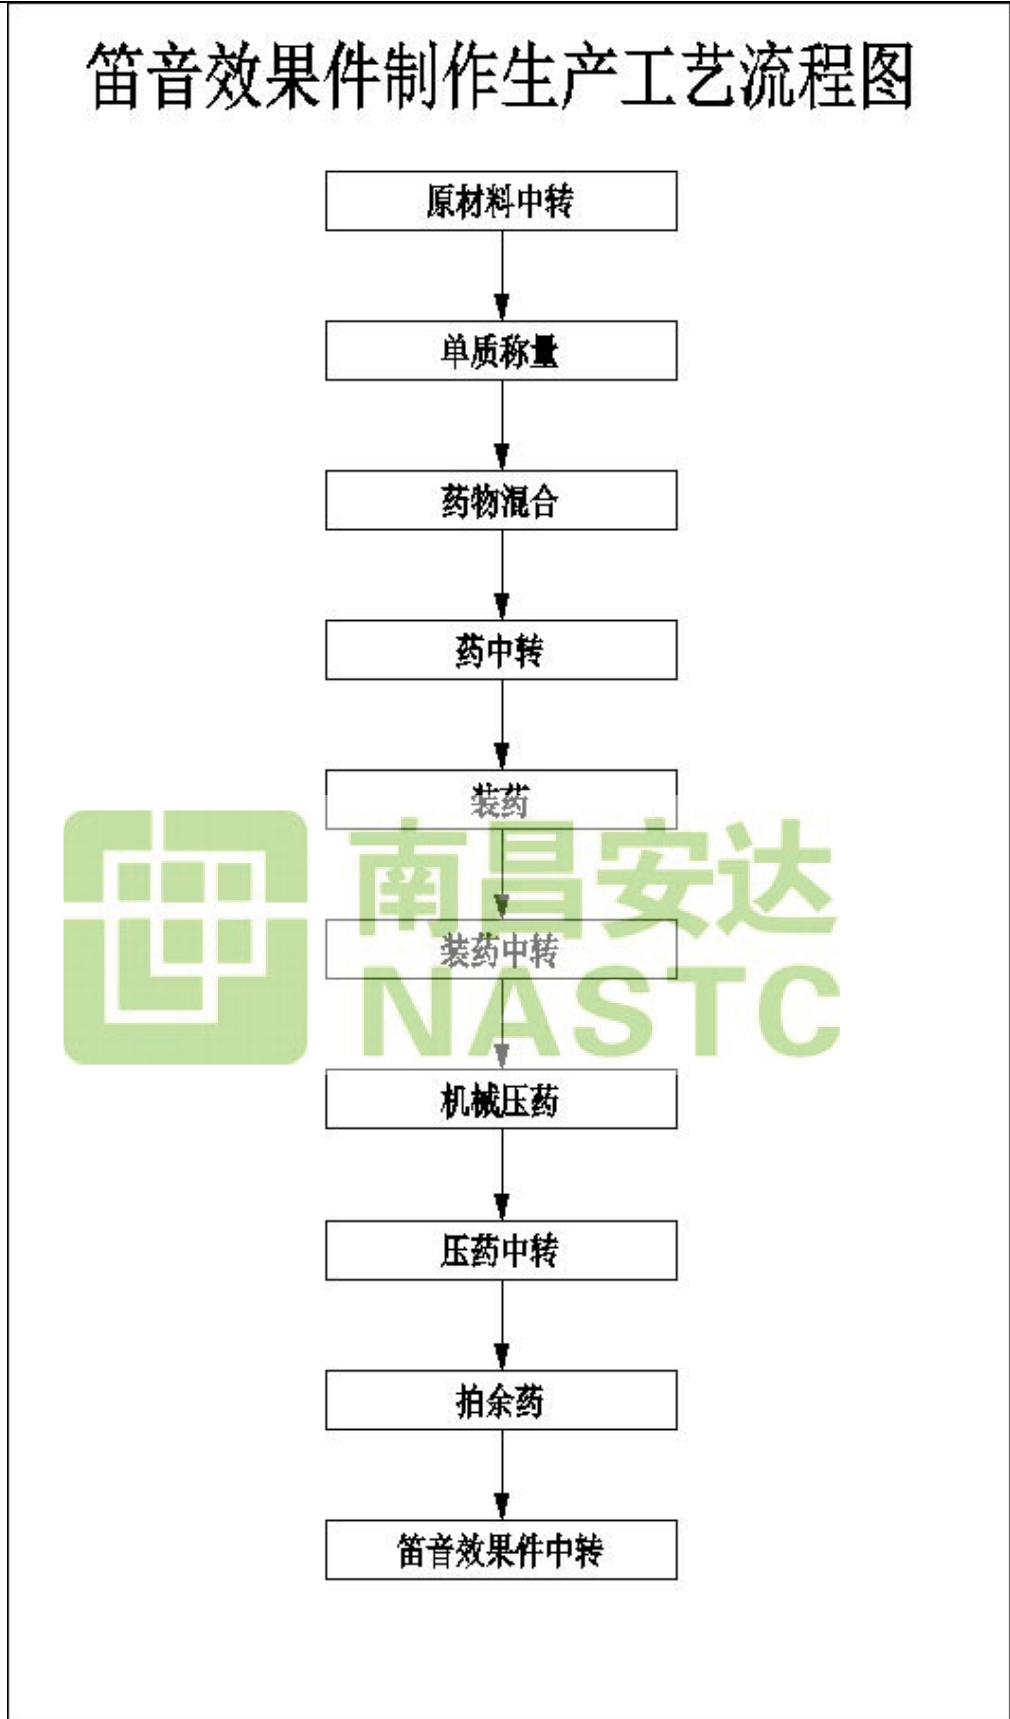 笛音效果件制作生产工艺流程图
原材料中转
单质称量
药物混合
药中转
装药
南昌安达
装药中转
NASTC
机械压药
压药中转
拍余药
笛音效果件中转